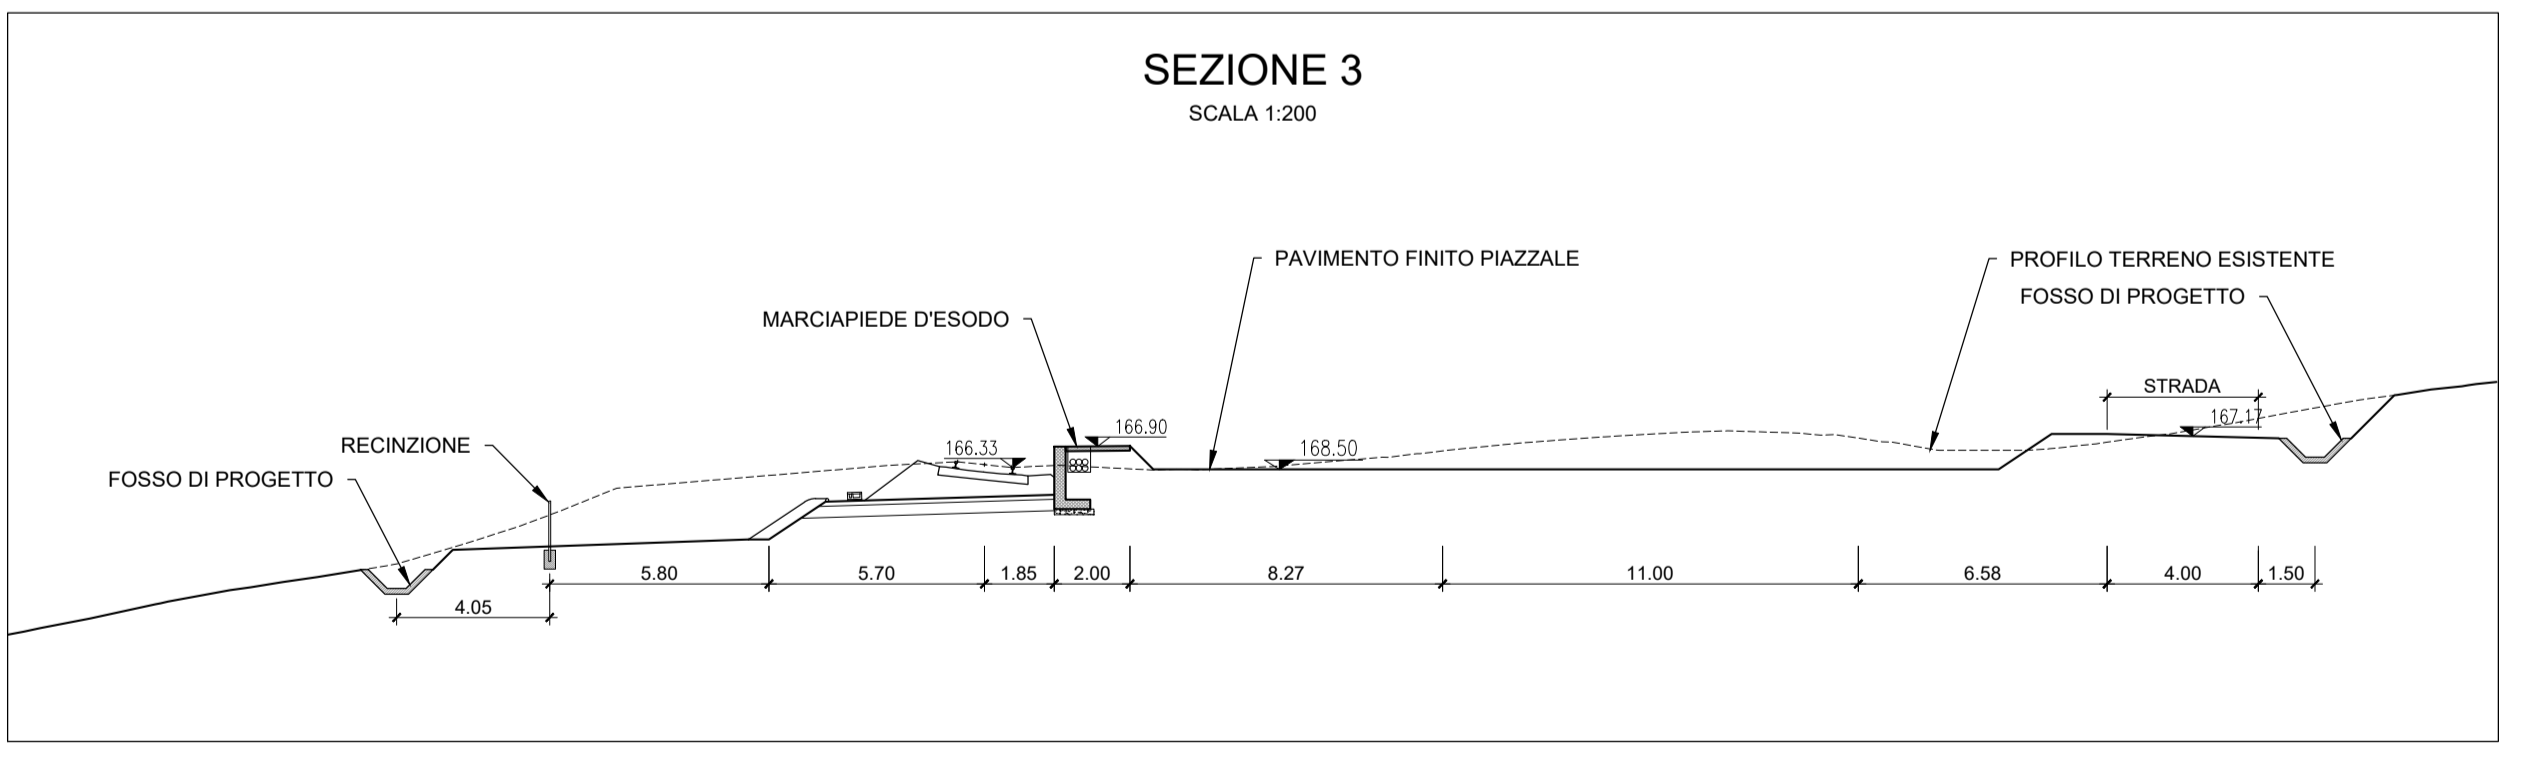 SEZIONE 3
SCALA 1:200
PAVIMENTO FINITO PIAZZALE
PROFILO TERRENO ESISTENTE
FOSSO DI PROGETTO
MARCIAPIEDE D'ESODO
STRADA
167.17
166.90
RECINZIONE
166.33
168.50
FOSSO DI PROGETTO
5.80
5.70
1.85
2.00
8.27
11.00
6.58
4.00
1.50
4.05